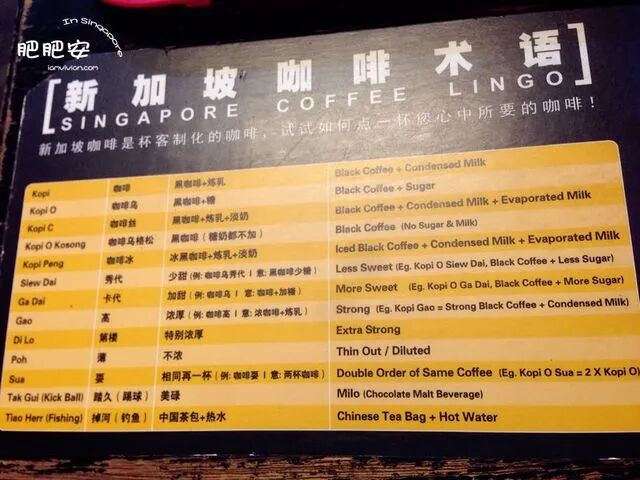 肥肥安 In Singapore
ianvivian.com
[新加坡咖啡术语]
SINGAPORE COFFEE LINGO
新加坡咖啡是杯客制化的咖啡，试试如何点一杯您心中所要的咖啡！
Kopi 咖啡 黑咖啡+炼乳 Black Coffee + Condensed Milk
Kopi O 咖啡乌 黑咖啡+糖 Black Coffee + Sugar
Kopi C 咖啡丝 黑咖啡+炼乳+淡奶 Black Coffee + Condensed Milk + Evaporated Milk
Kopi O Kosong 咖啡乌格松 黑咖啡（糖奶都不加） Black Coffee (No Sugar & Milk)
Kopi Peng 咖啡冰 冰黑咖啡+炼乳+淡奶 Iced Black Coffee + Condensed Milk + Evaporated Milk
Siew Dai 秀代 少甜（例: 咖啡乌秀代 | 意: 黑咖啡少糖） Less Sweet (Eg. Kopi O Siew Dai, Black Coffee + Less Sugar)
Ga Dai 卡代 加甜（例: 咖啡乌 | 意: 咖啡+加糖） More Sweet (Eg. Kopi O Ga Dai, Black Coffee + More Sugar)
Gao 高 浓厚（例: 咖啡高 | 意: 浓咖啡+炼乳） Strong (Eg. Kopi Gao = Strong Black Coffee + Condensed Milk)
Di Lo 第楼 特别浓厚 Extra Strong
Poh 薄 不浓 Thin Out / Diluted
Sua 耍 相同再一杯（例: 咖啡耍 | 意: 两杯咖啡） Double Order of Same Coffee (Eg. Kopi O Sua = 2 X Kopi O)
Tak Gui (Kick Ball) 踏久（踢球） 美碌 Milo (Chocolate Malt Beverage)
Tiao Herr (Fishing) 掉河（钓鱼） 中国茶包+热水 Chinese Tea Bag + Hot Water